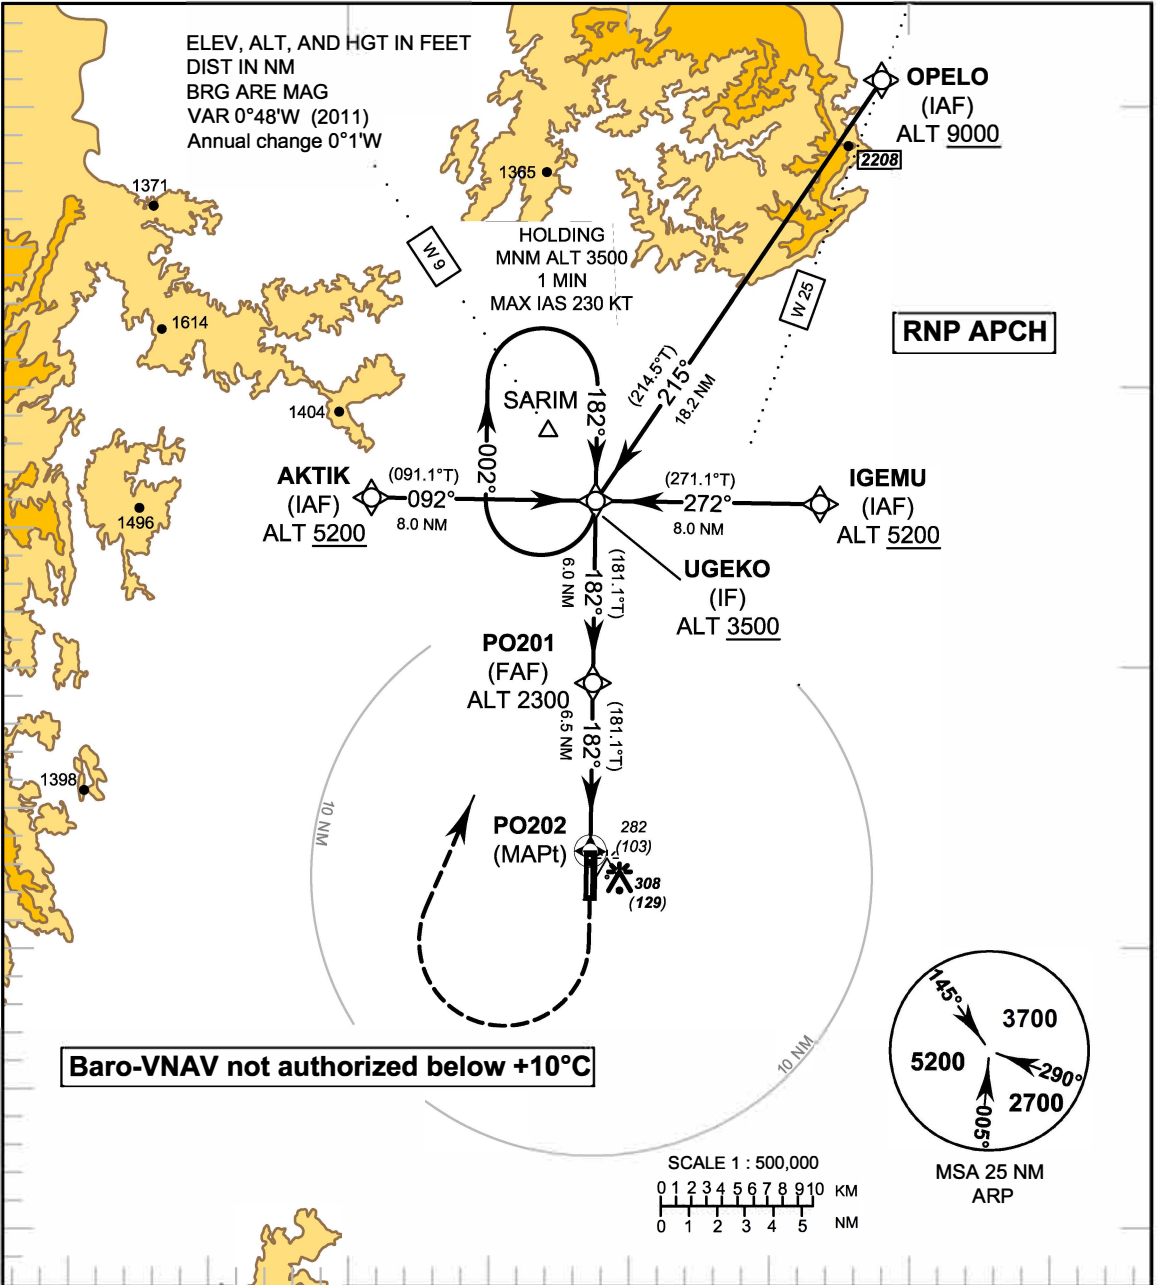 ELEV, ALT, AND HGT IN FEET
DIST IN NM
BRG ARE MAG
VAR 0°48'W (2011)
Annual change 0°1'W
OPELO
(IAF)
ALT 9000
2208
1365
1371
W 9
HOLDING
MNM ALT 3500
1 MIN
MAX IAS 230 KT
W 25
RNP APCH
1614
(214.5°T)
215°
18.2 NM
1404
SARIM
182°
002°
AKTIK
(IAF)
ALT 5200
(091.1°T)
092°
8.0 NM
(271.1°T)
272°
8.0 NM
IGEMU
(IAF)
ALT 5200
1496
UGEKO
(IF)
ALT 3500
(181.1°T)
182°
6.0 NM
PO201
(FAF)
ALT 2300
(181.1°T)
182°
6.5 NM
1398
10 NM
PO202
(MAPt)
282
(103)
308
(129)
Baro-VNAV not authorized below +10°C
10 NM
145°
3700
5200
290°
2700
005°
MSA 25 NM
ARP
SCALE 1 : 500,000
0 1 2 3 4 5 6 7 8 9 10 KM
0 1 2 3 4 5 NM